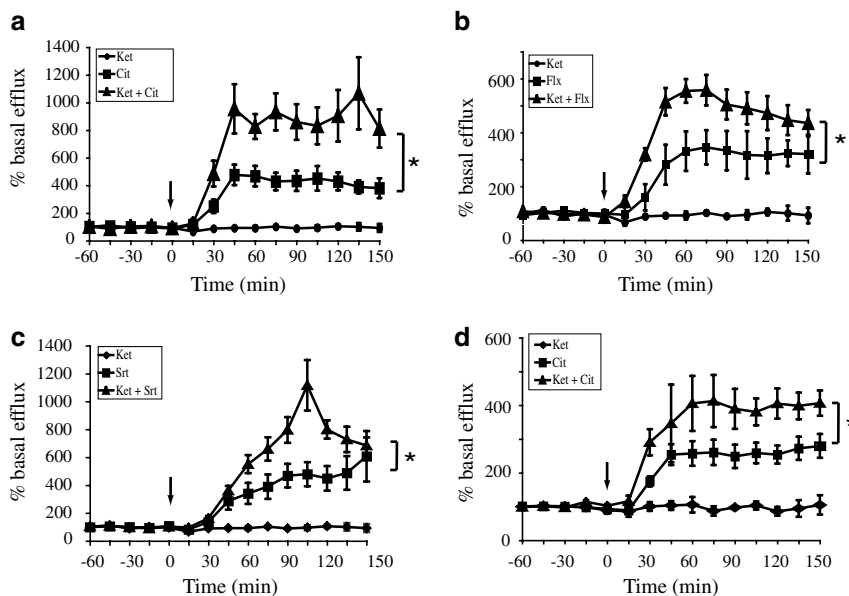 a
1400
1200
1000
800
600
400
200
0
% basal efflux
Ket
Cit
Ket + Cit
*
-60 -30 0 30 60 90 120 150
Time (min)
b
600
400
200
0
% basal efflux
Ket
Flx
Ket + Flx
*
-60 -30 0 30 60 90 120 150
Time (min)
c
1400
1200
1000
800
600
400
200
0
% basal efflux
Ket
Srt
Ket + Srt
*
-60 -30 0 30 60 90 120 150
Time (min)
d
600
400
200
0
% basal efflux
Ket
Cit
Ket + Cit
*
-60 -30 0 30 60 90 120 150
Time (min)